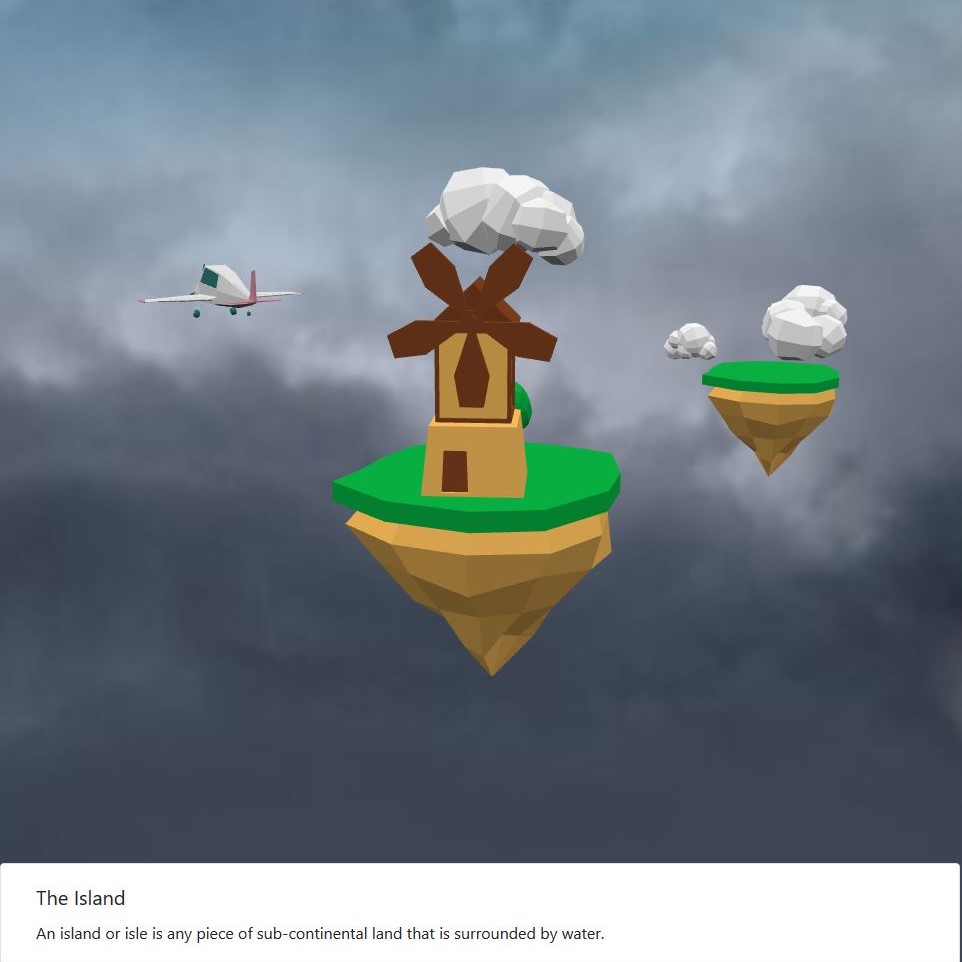 The Island
An island or isle is any piece of sub-continental land that is surrounded by water.